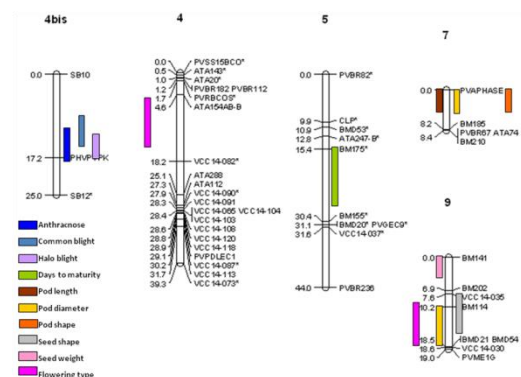 4bis
0.0 SB10
17.2 PHVPVPK
25.0 SB12"
Anthracnose
Common blight
Halo blight
Days to maturity
Pod length
Pod diameter
Pod shape
Seed shape
Seed weight
Flowering type
4
0.0 PVSS15BCO"
0.5 ATA143"
1.0 ATA20"
1.2 PVBR182 PVBR112
1.7 PVRBCOS"
4.6 ATA154AB-B
18.2 VCC14-082"
25.1 ATA288
27.3 ATA112
27.9 VCC14-090"
28.3 VCC14-091
28.4 VCC14-065 VCC14-104
VCC14-103
28.6 VCC14-108
28.8 VCC14-120
28.9 VCC14-118
29.1 PVPDLEC1
30.2 VCC14-087"
31.7 VCC14-113
39.3 VCC14-073"
5
0.0 PVBR82"
9.9 CLP"
10.9 BMD53"
12.8 ATA247-B"
15.4 BM175"
30.4 BM155"
31.1 BMD20" PVGEC9"
31.6 VCC14-037"
44.0 PVBR236
7
0.0 PVAPHASE
8.2 BM185
8.4 PVBR67 ATA74
BM210
9
0.0 BM141
6.9 BM202
7.6 VCC14-035
10.2 BM114
18.5 BMD21 BMD54
18.6 VCC14-030
19.0 PVME1G